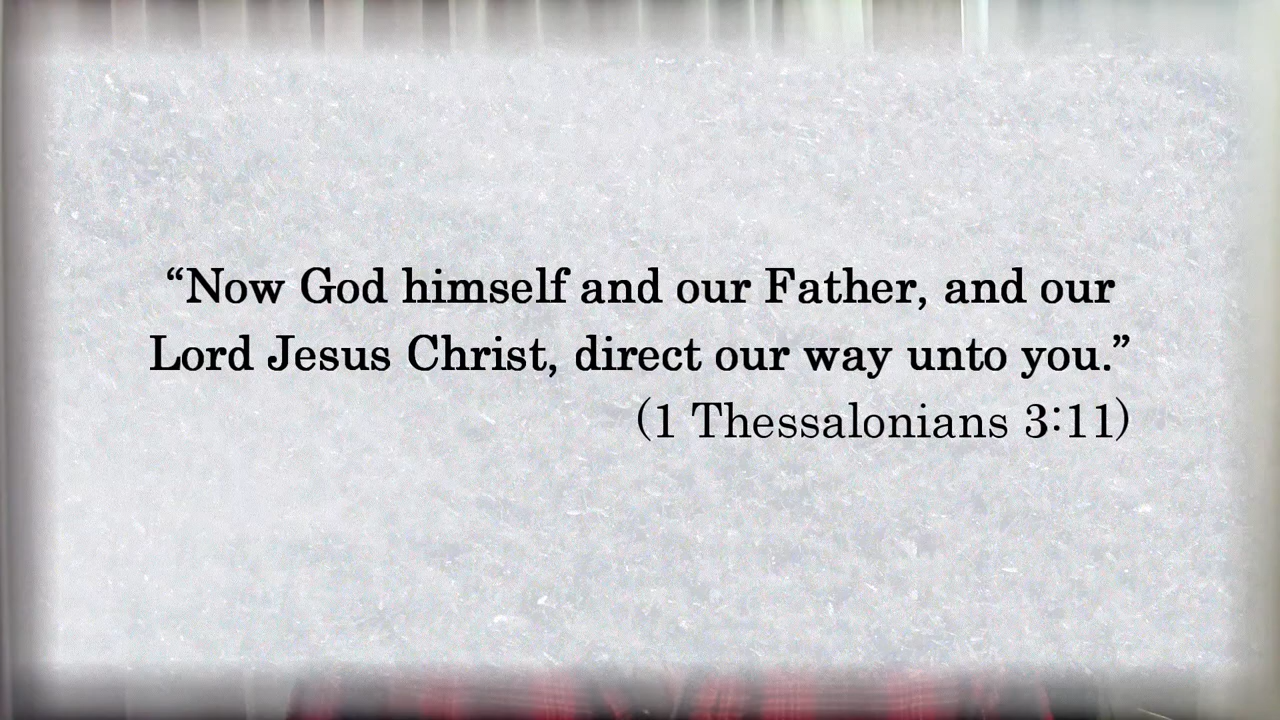 “Now God himself and our Father, and our
Lord Jesus Christ, direct our way unto you.”
(1 Thessalonians 3:11)